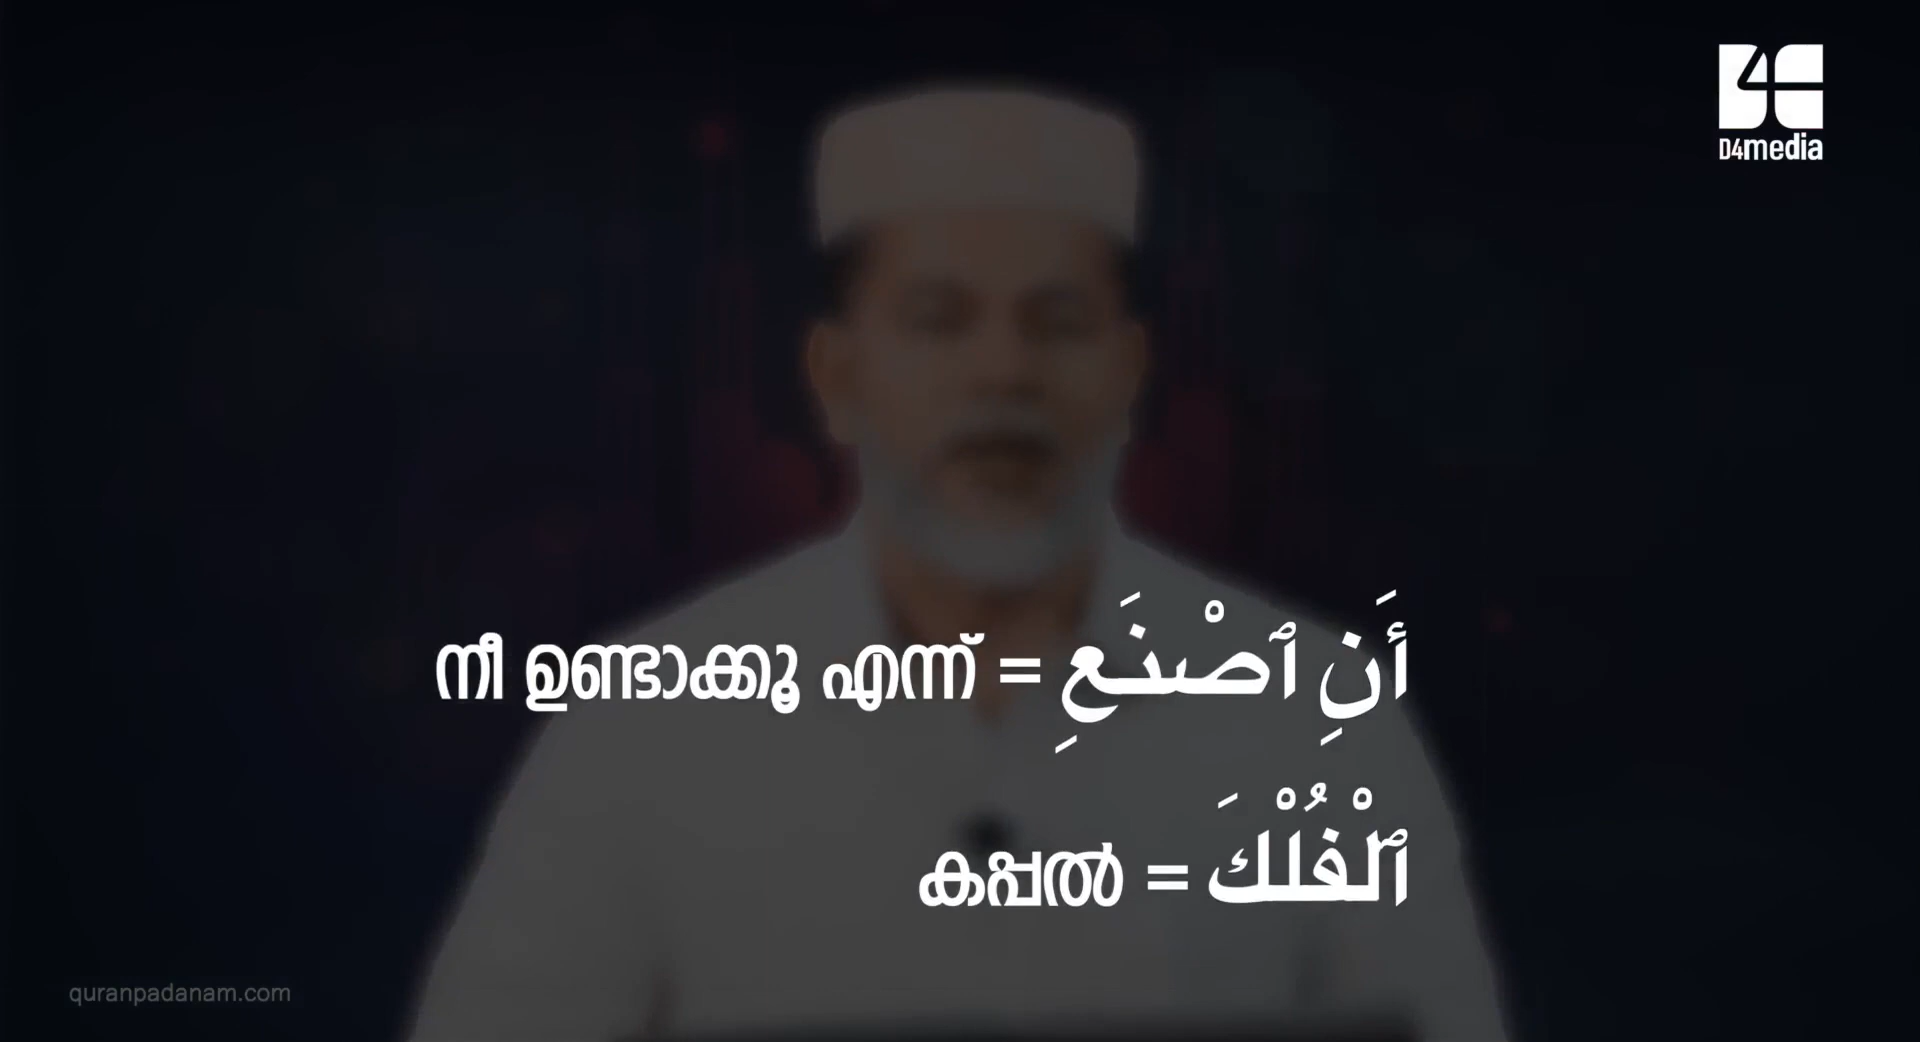 D4media
أَنِ ٱصْنَعِ = നീ ഉണ്ടാക്കൂ എന്ന്
ٱلْفُلْكَ = കപ്പൽ
quranpadanam.com